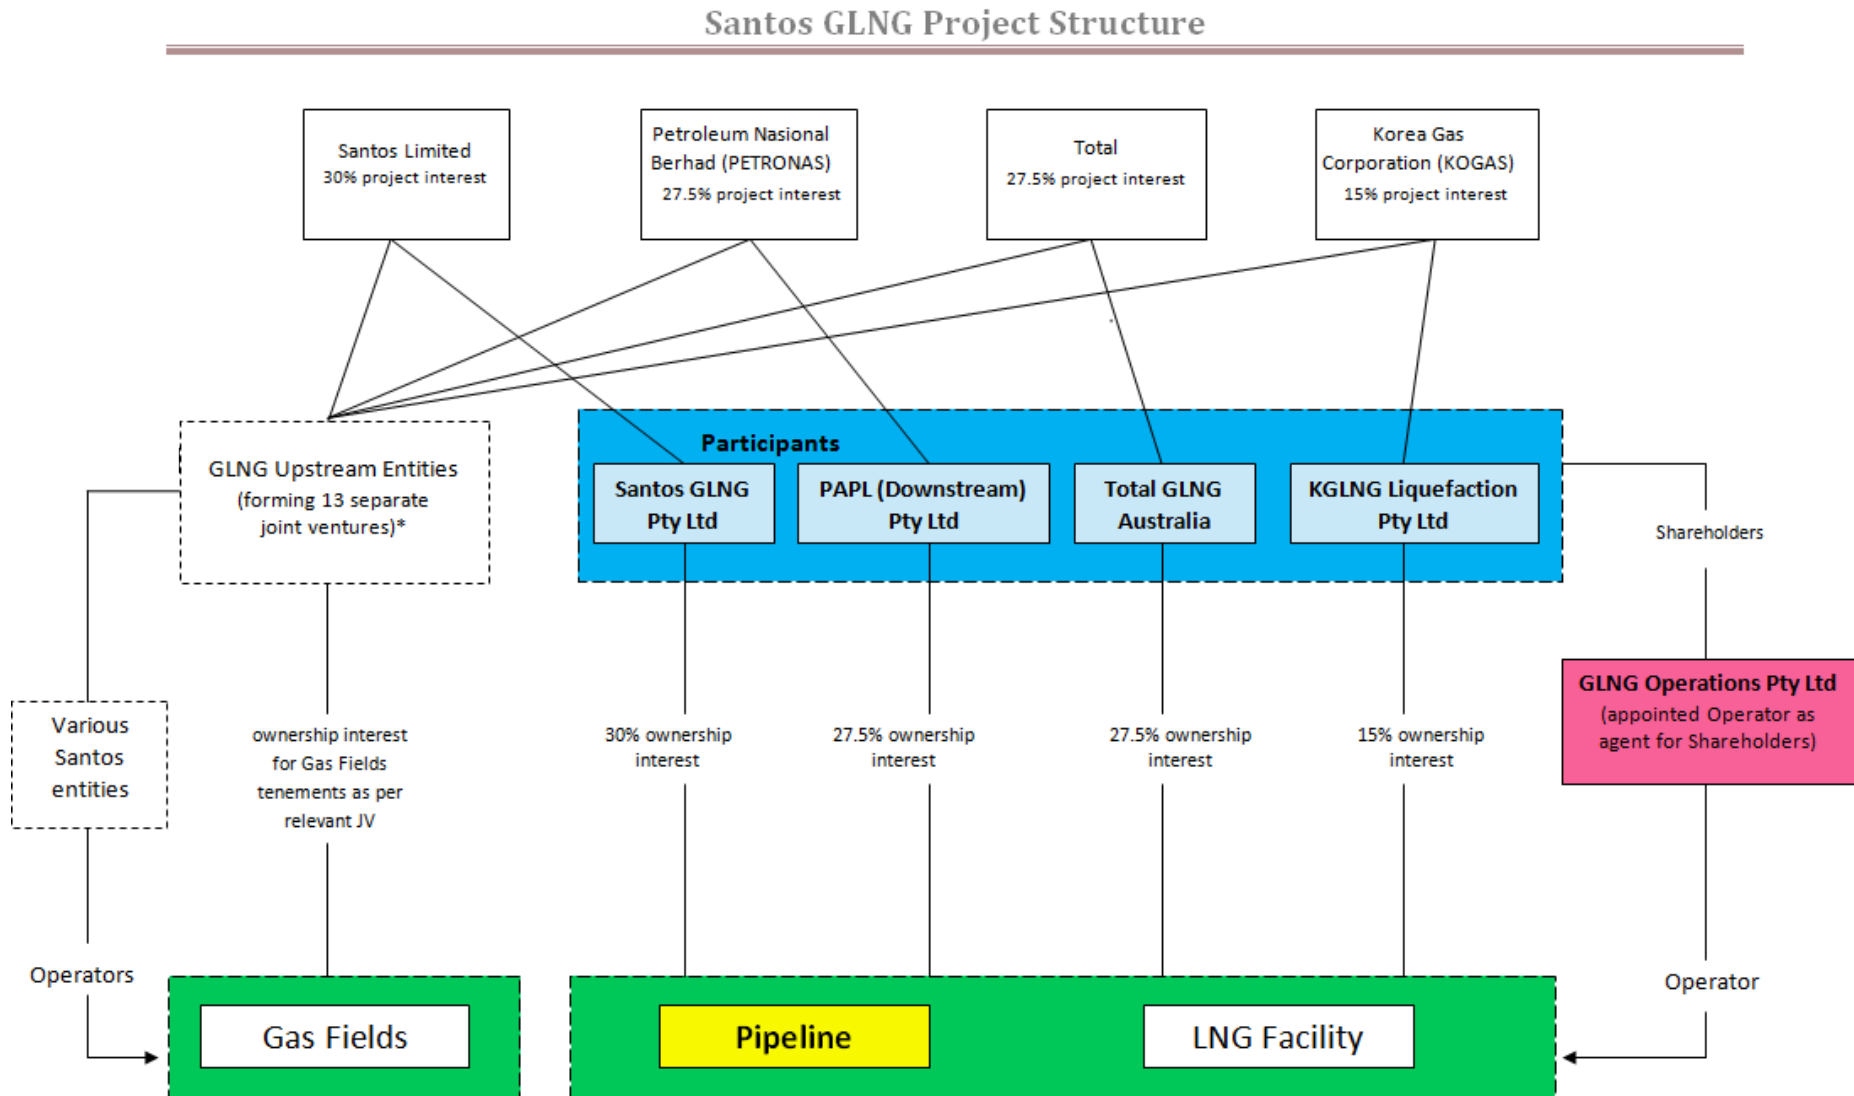 Santos GLNG Project Structure
Santos Limited
30% project interest
Petroleum Nasional
Berhad (PETRONAS)
27.5% project interest
Total
27.5% project interest
Korea Gas
Corporation (KOGAS)
15% project interest
GLNG Upstream Entities
(forming 13 separate
joint ventures)*
Participants
Santos GLNG
Pty Ltd
PAPL (Downstream)
Pty Ltd
Total GLNG
Australia
KGLNG Liquefaction
Pty Ltd
Shareholders
Various
Santos
entities
ownership interest
for Gas Fields
tenements as per
relevant JV
30% ownership
interest
27.5% ownership
interest
27.5% ownership
interest
15% ownership
interest
GLNG Operations Pty Ltd
(appointed Operator as
agent for Shareholders)
Operators
Operator
Gas Fields
Pipeline
LNG Facility